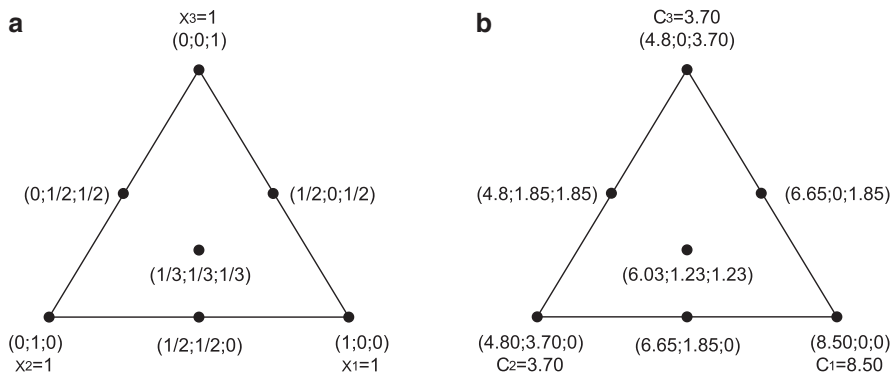 a
X3=1
(0;0;1)
(0;1/2;1/2)
(1/2;0;1/2)
(1/3;1/3;1/3)
(0;1;0)
X2=1
(1/2;1/2;0)
(1;0;0)
X1=1
b
C3=3.70
(4.8;0;3.70)
(4.8;1.85;1.85)
(6.65;0;1.85)
(6.03;1.23;1.23)
(4.80;3.70;0)
C2=3.70
(6.65;1.85;0)
(8.50;0;0)
C1=8.50